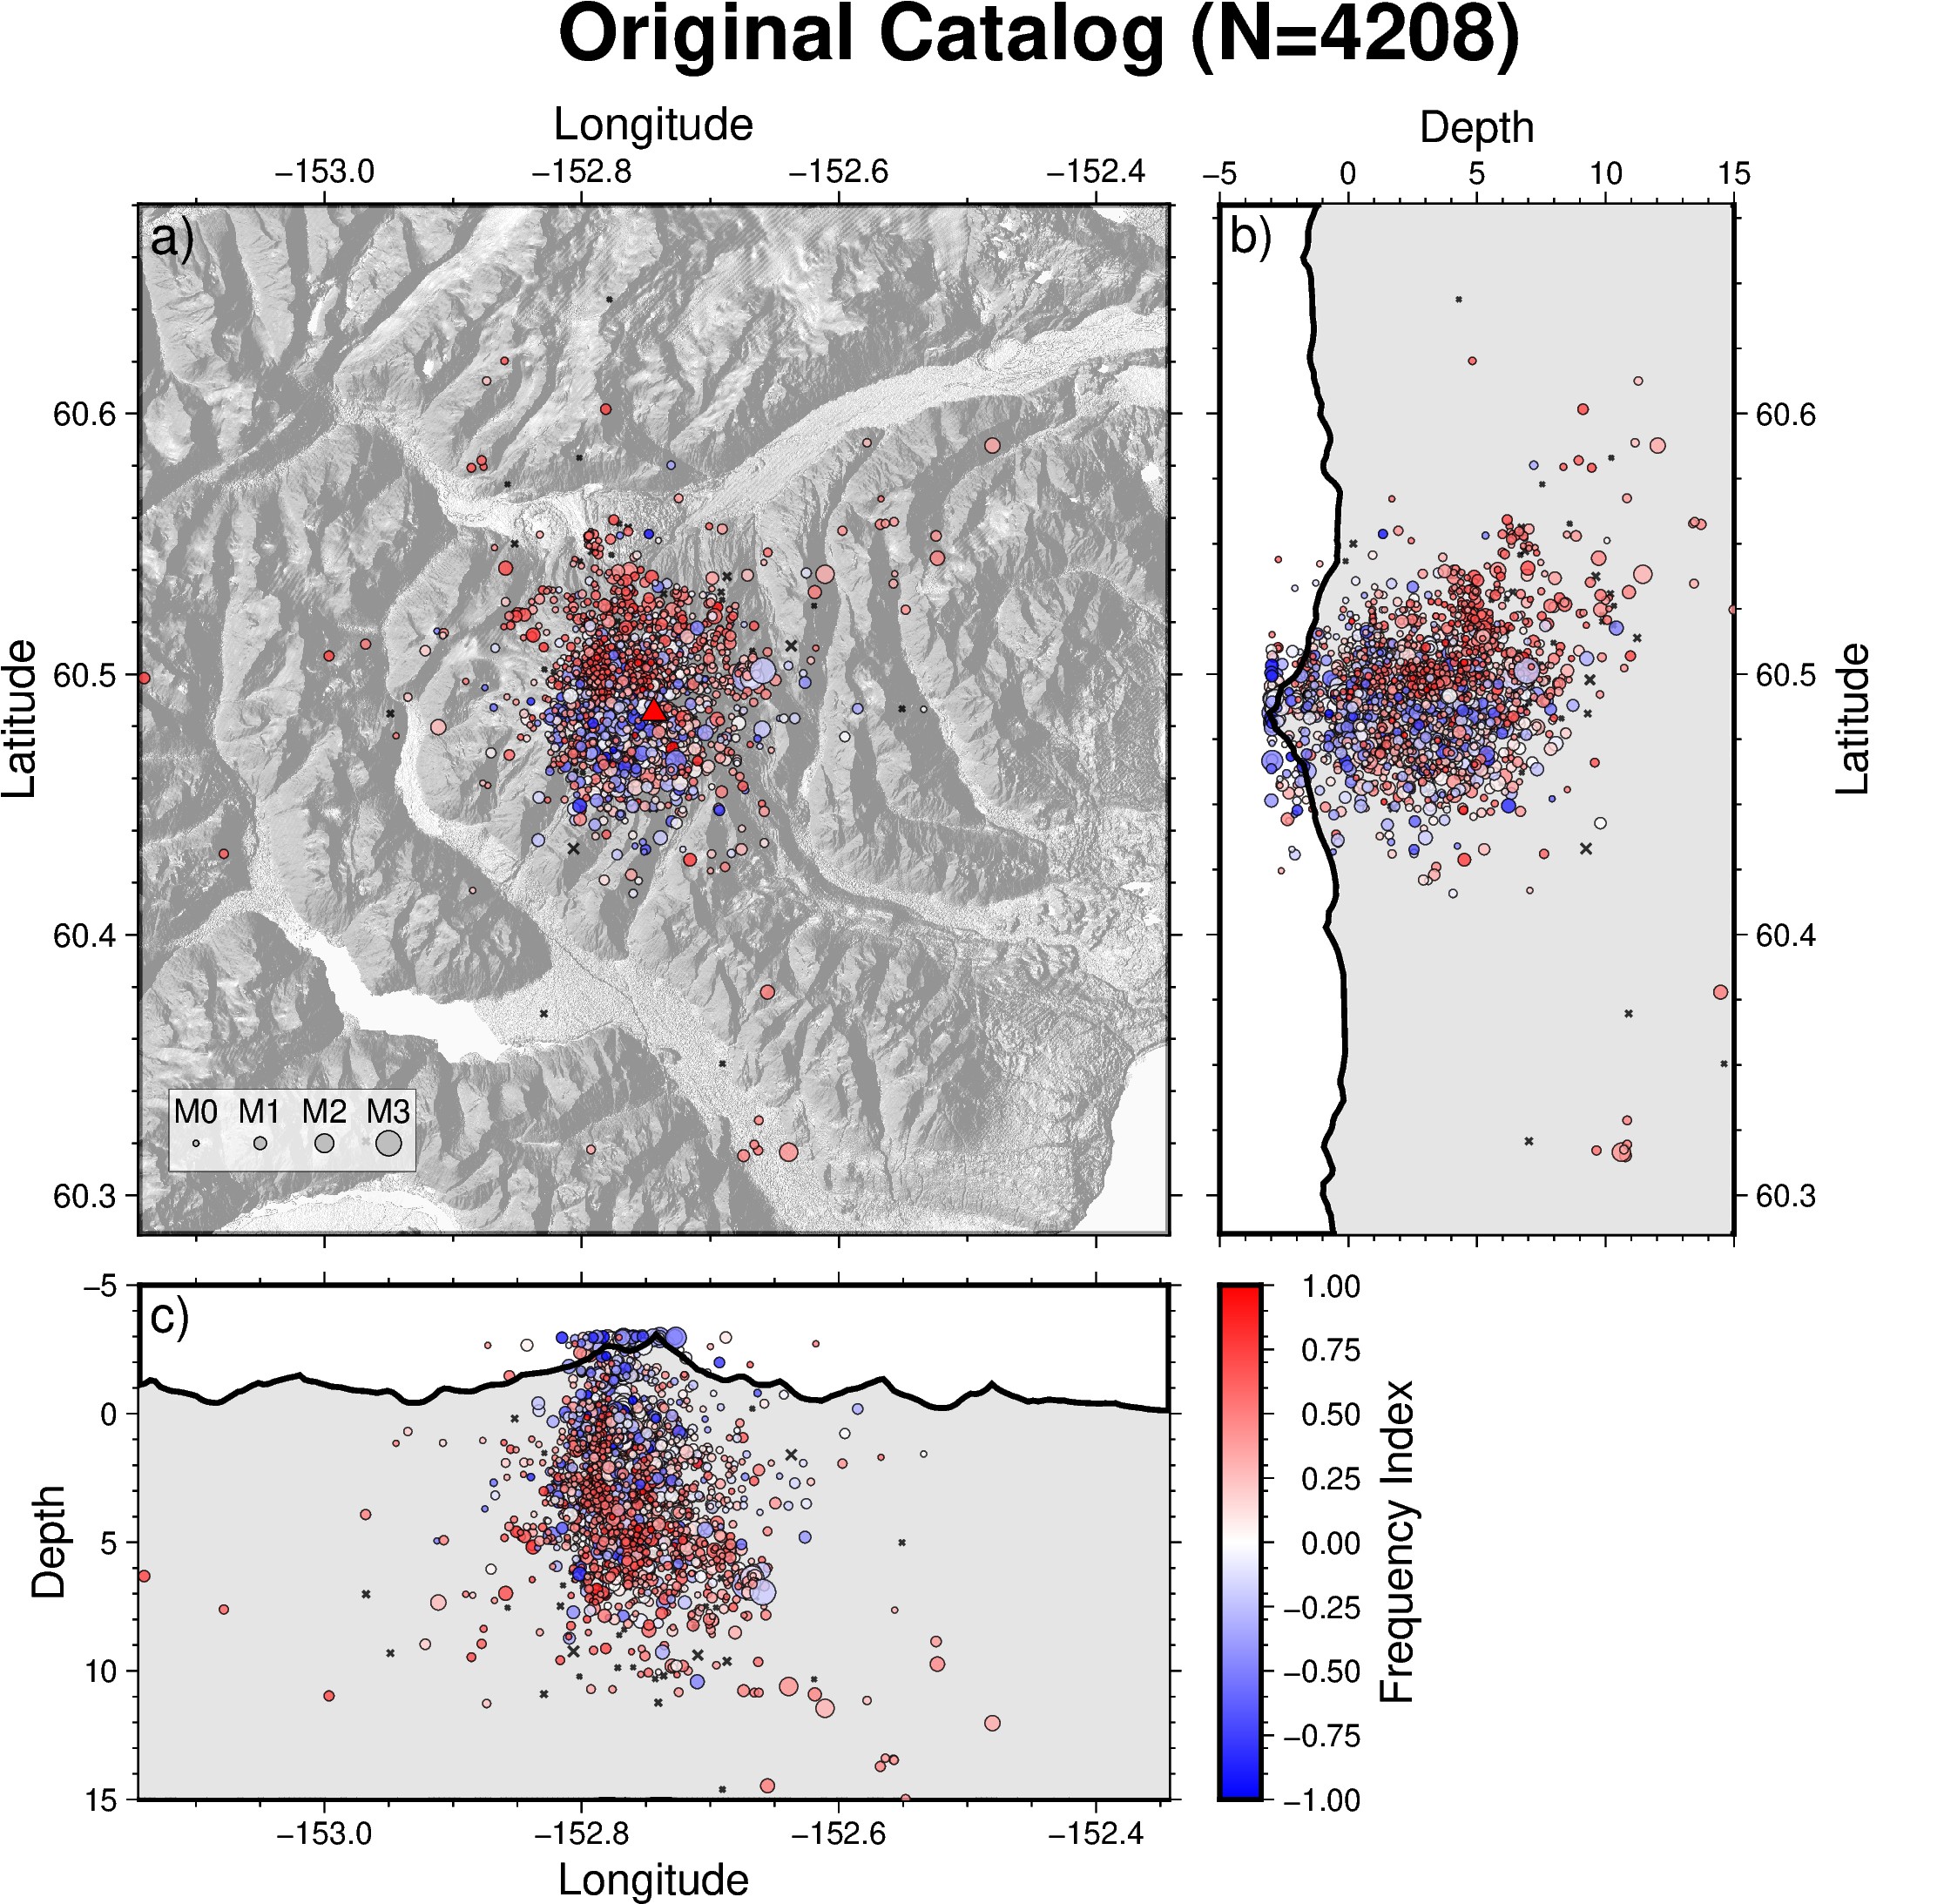 Original Catalog (N=4208)
Longitude
Depth
−153.0 −152.8 −152.6 −152.4
−5 0 5 10 15
a)
b)
60.6
60.6
Latitude
60.5
60.5
Latitude
60.4
60.4
M0 M1 M2 M3
60.3
60.3
−5
c)
1.00
0.75
0
0.50
0.25
Depth
5
0.00
Frequency Index
−0.25
10
−0.50
−0.75
15
−1.00
−153.0 −152.8 −152.6 −152.4
Longitude